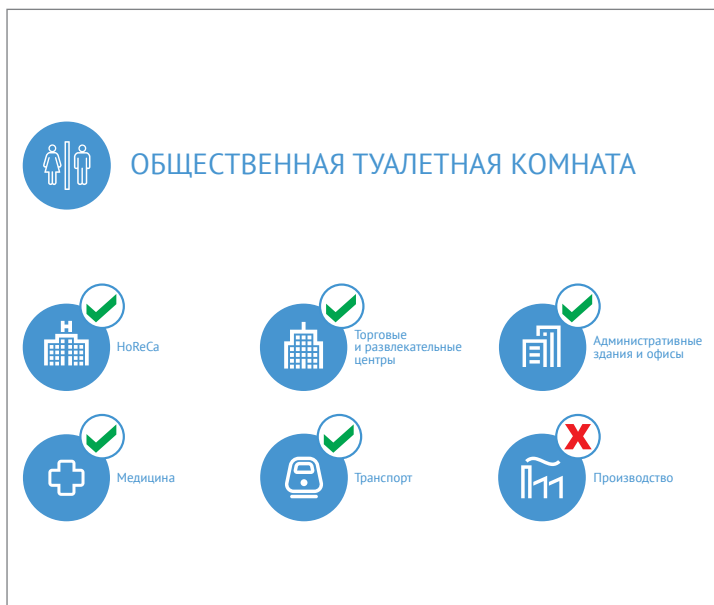 ОБЩЕСТВЕННАЯ ТУАЛЕТНАЯ КОМНАТА
H
HoReCa
Торговые
и развлекательные
центры
Административные
здания и офисы
Медицина
Транспорт
Производство